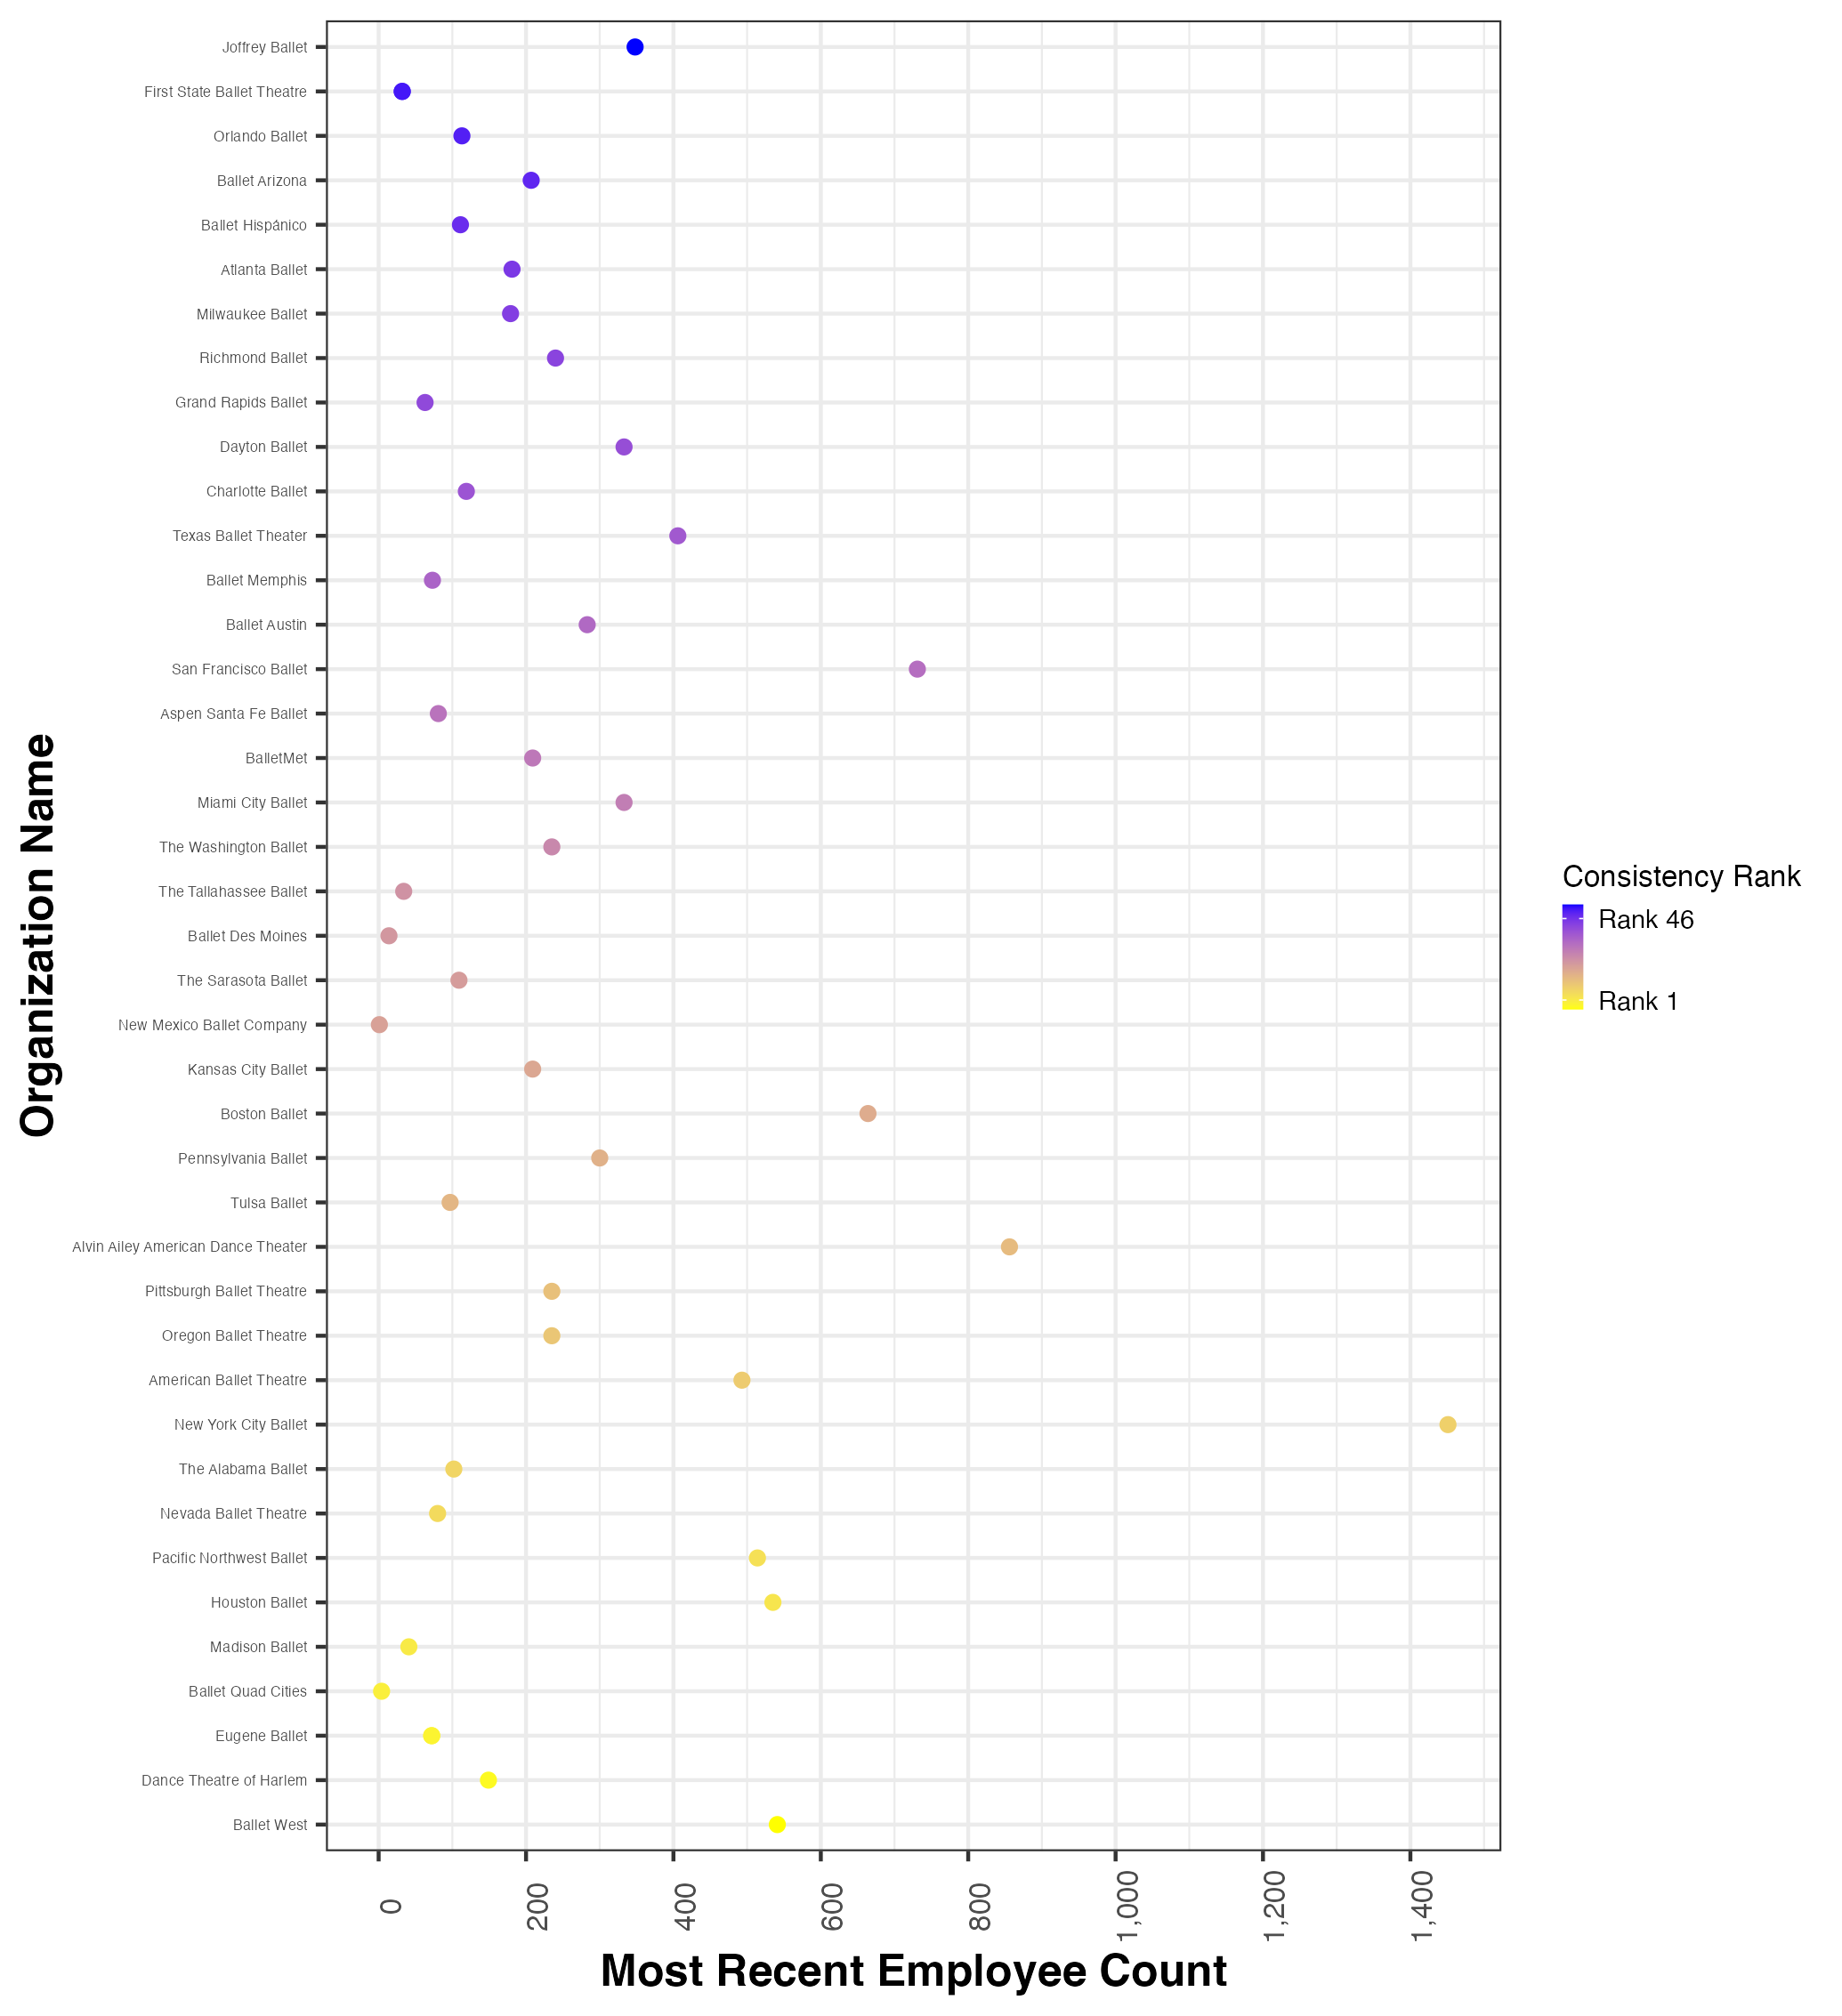 Organization Name
Joffrey Ballet
First State Ballet Theatre
Orlando Ballet
Ballet Arizona
Ballet Hispánico
Atlanta Ballet
Milwaukee Ballet
Richmond Ballet
Grand Rapids Ballet
Dayton Ballet
Charlotte Ballet
Texas Ballet Theater
Ballet Memphis
Ballet Austin
San Francisco Ballet
Aspen Santa Fe Ballet
BalletMet
Miami City Ballet
The Washington Ballet
The Tallahassee Ballet
Ballet Des Moines
The Sarasota Ballet
New Mexico Ballet Company
Kansas City Ballet
Boston Ballet
Pennsylvania Ballet
Tulsa Ballet
Alvin Ailey American Dance Theater
Pittsburgh Ballet Theatre
Oregon Ballet Theatre
American Ballet Theatre
New York City Ballet
The Alabama Ballet
Nevada Ballet Theatre
Pacific Northwest Ballet
Houston Ballet
Madison Ballet
Ballet Quad Cities
Eugene Ballet
Dance Theatre of Harlem
Ballet West
0
200
400
600
800
1,000
1,200
1,400
Most Recent Employee Count
Consistency Rank
Rank 46
Rank 1